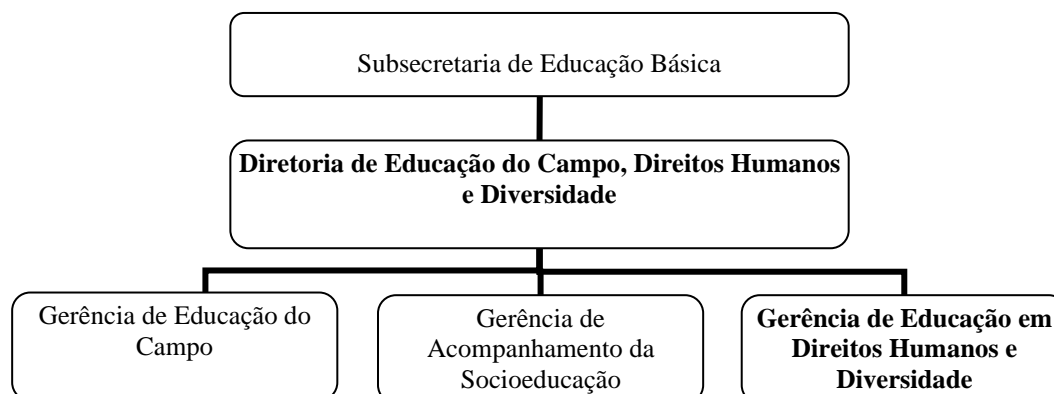 Subsecretaria de Educação Básica
Diretoria de Educação do Campo, Direitos Humanos
e Diversidade
Gerência de Educação do
Campo
Gerência de
Acompanhamento da
Socioeducação
Gerência de Educação em
Direitos Humanos e
Diversidade